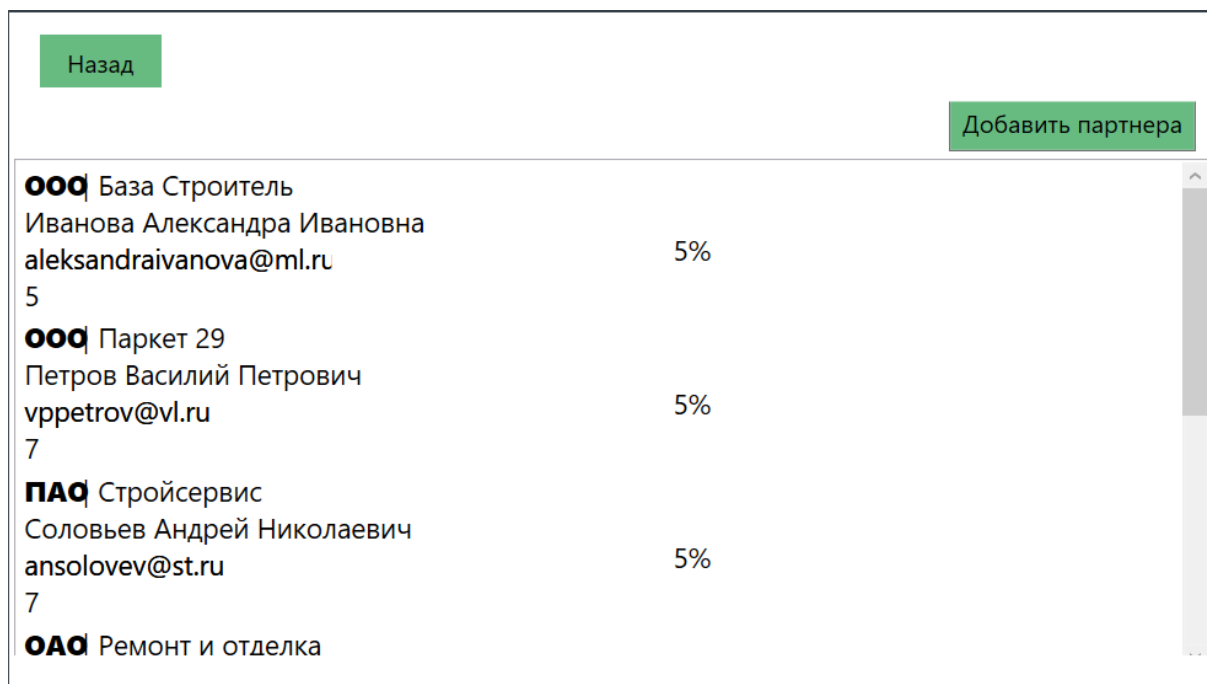 Назад
Добавить партнера
ООО| База Строитель
Иванова Александра Ивановна
aleksandraivanova@ml.ru
5%
5
ООО| Паркет 29
Петров Василий Петрович
vppetrov@vl.ru
5%
7
ПАО| Стройсервис
Соловьев Андрей Николаевич
ansolovev@st.ru
5%
7
ОАО| Ремонт и отделка